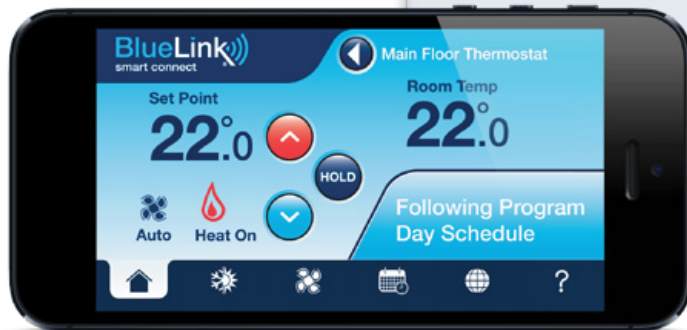 BlueLink
smart connect
Main Floor Thermostat
Set Point
22.0°
Room Temp
22.0°
HOLD
Auto
Heat On
Following Program
Day Schedule
?